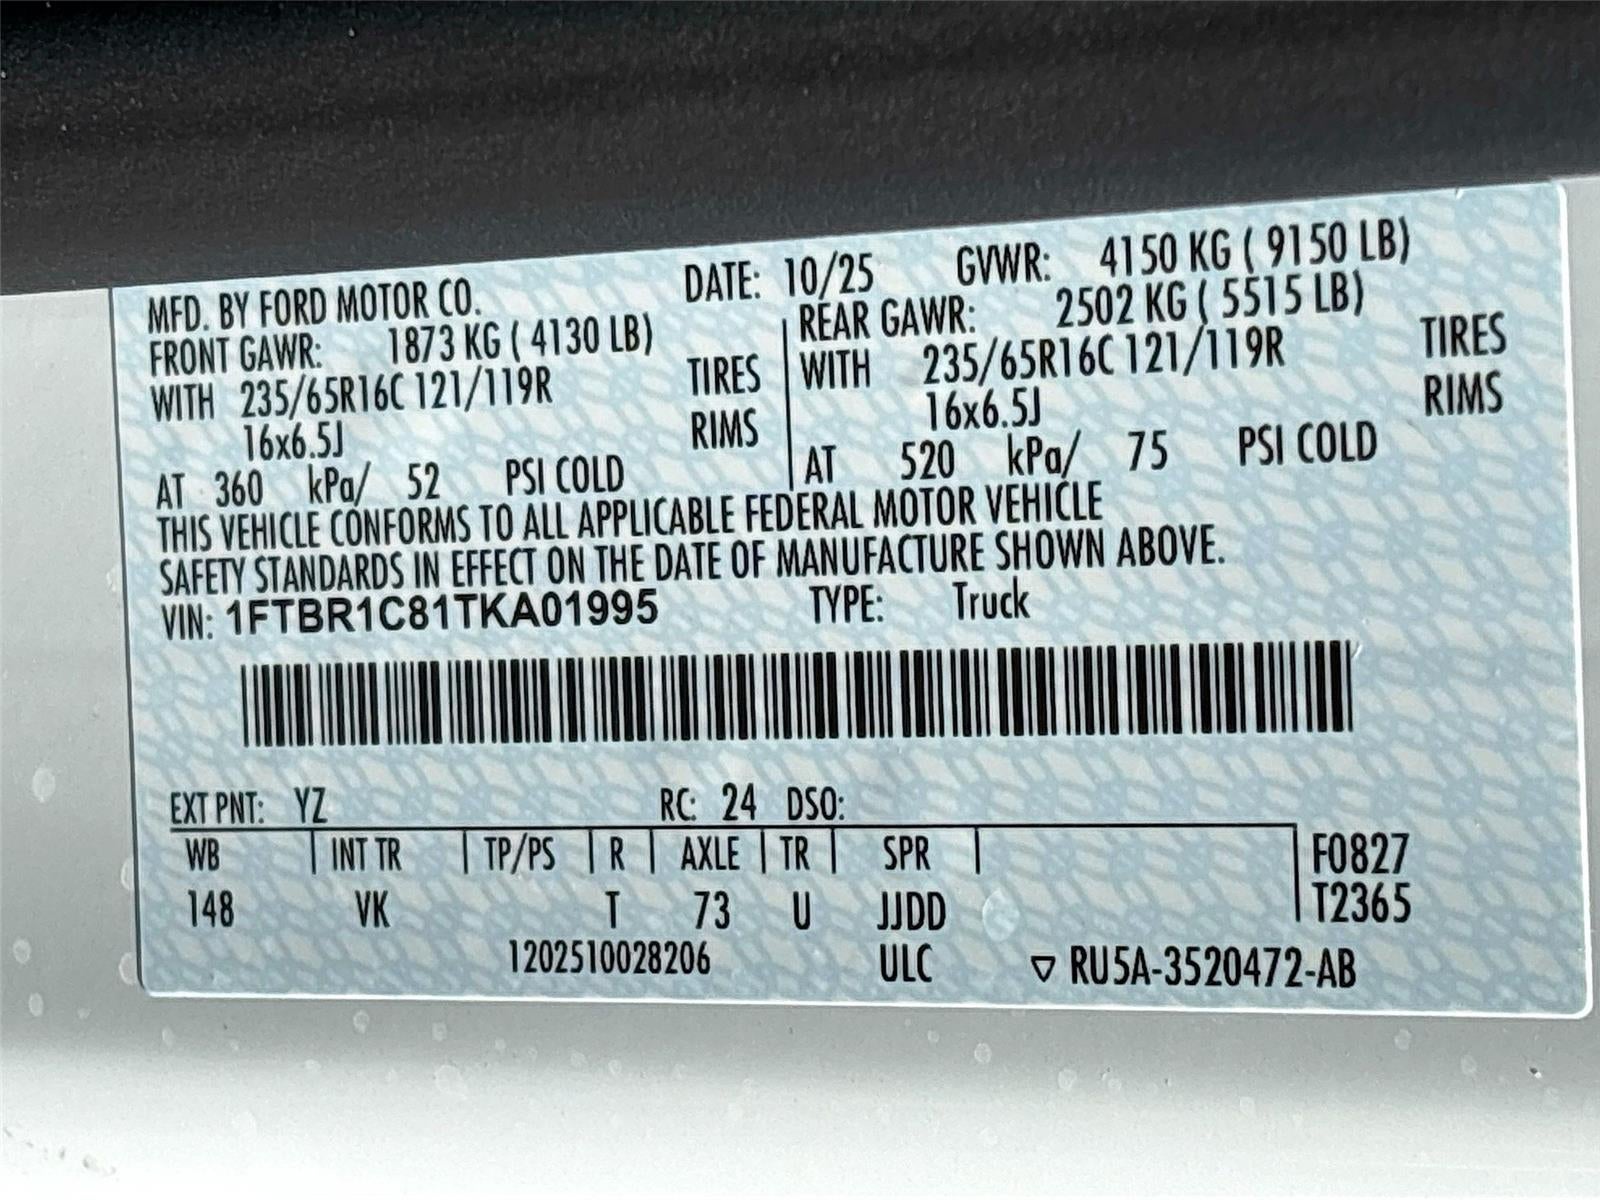 MFD. BY FORD MOTOR CO. DATE: 10/25 GVWR: 4150 KG ( 9150 LB)
FRONT GAWR: 1873 KG ( 4130 LB) REAR GAWR: 2502 KG ( 5515 LB)
WITH 235/65R16C 121/119R TIRES WITH 235/65R16C 121/119R TIRES
16x6.5J RIMS 16x6.5J RIMS
AT 360 kPa/ 52 PSI COLD AT 520 kPa/ 75 PSI COLD
THIS VEHICLE CONFORMS TO ALL APPLICABLE FEDERAL MOTOR VEHICLE
SAFETY STANDARDS IN EFFECT ON THE DATE OF MANUFACTURE SHOWN ABOVE.
VIN: 1FTBR1C81TKA01995 TYPE: Truck
EXT PNT: YZ RC: 24 DSO:
WB INT TR TP/PS R AXLE TR SPR F0827
148 VK T 73 U JJDD T2365
1202510028206 ULC ▽ RU5A-3520472-AB